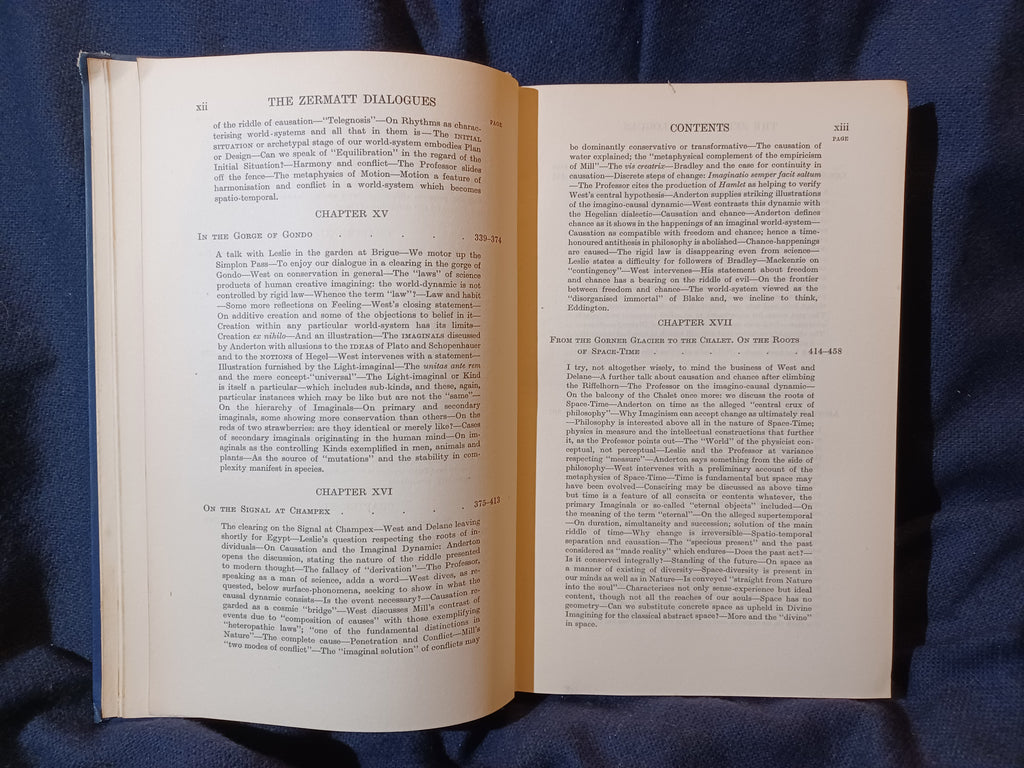 xii
THE ZERMATT DIALOGUES
PAGE
of the riddle of causation—"Telegnosis"—On Rhythms as charac-
terising world-systems and all that in them is—The INITIAL
SITUATION or archetypal stage of our world-system embodies Plan
or Design—Can we speak of "Equilibration" in the regard of the
Initial Situation?—Harmony and conflict—The Professor slides
off the fence—The metaphysics of Motion—Motion a feature of
harmonisation and conflict in a world-system which becomes
spatio-temporal.
CHAPTER XV
IN THE GORGE OF GONDO . . . . . 339–374
A talk with Leslie in the garden at Brigue—We motor up the
Simplon Pass—To enjoy our dialogue in a clearing in the gorge of
Gondo—West on conservation in general—The "laws" of science
products of human creative imagining: the world-dynamic is not
controlled by rigid law—Whence the term "law"?—Law and habit
—Some more reflections on Feeling—West's closing statement—
On additive creation and some of the objections to belief in it—
Creation within any particular world-system has its limits—
Creation ex nihilo—And an illustration—The IMAGINALS discussed
by Anderton with allusions to the IDEAS of Plato and Schopenhauer
and to the NOTIONS of Hegel—West intervenes with a statement—
Illustration furnished by the Light-imaginal—The unitas ante rem
and the mere concept-"universal"—The Light-imaginal or Kind
is itself a particular—which includes sub-kinds, and these, again,
particular instances which may be like but are not the "same"—
On the hierarchy of Imaginals—On primary and secondary
imaginals, some showing more conservation than others—On the
reds of two strawberries: are they identical or merely like?—Cases
of secondary imaginals originating in the human mind—On im-
aginals as the controlling Kinds exemplified in men, animals and
plants—As the source of "mutations" and the stability in com-
plexity manifest in species.
CHAPTER XVI
ON THE SIGNAL AT CHAMPEX . . . . . 375–413
The clearing on the Signal at Champex—West and Delane leaving
shortly for Egypt—Leslie's question respecting the roots of in-
dividuals—On Causation and the Imaginal Dynamic: Anderton
opens the discussion, stating the nature of the riddle presented
to modern thought—The fallacy of "derivation"—The Professor,
speaking as a man of science, adds a word—West dives, as re-
quested, below surface-phenomena, seeking to show in what the
causal dynamic consists—Is the event necessary?—Causation re-
garded as a cosmic "bridge"—West discusses Mill's contrast of
events due to "composition of causes" with those exemplifying
"heteropathic laws"; "one of the fundamental distinctions in
Nature"—The complete cause—Penetration and Conflict—Mill's
"two modes of conflict"—The "imaginal solution" of conflicts may
CONTENTS
xiii
PAGE
be dominantly conservative or transformative—The causation of
water explained; the "metaphysical complement of the empiricism
of Mill"—The vis creatrix—Bradley and the case for continuity in
causation—Discrete steps of change: Imaginatio semper facit saltum
—The Professor cites the production of Hamlet as helping to verify
West's central hypothesis—Anderton supplies striking illustrations
of the imagino-causal dynamic—West contrasts this dynamic with
the Hegelian dialectic—Causation and chance—Anderton defines
chance as it shows in the happenings of an imaginal world-system—
Causation as compatible with freedom and chance; hence a time-
honoured antithesis in philosophy is abolished—Chance-happenings
are caused—The rigid law is disappearing even from science—
Leslie states a difficulty for followers of Bradley—Mackenzie on
"contingency"—West intervenes—His statement about freedom
and chance has a bearing on the riddle of evil—On the frontier
between freedom and chance—The world-system viewed as the
"disorganised immortal" of Blake and, we incline to think,
Eddington.
CHAPTER XVII
FROM THE GORNER GLACIER TO THE CHALET. ON THE ROOTS
OF SPACE-TIME . . . . . . 414–458
I try, not altogether wisely, to mind the business of West and
Delane—A further talk about causation and chance after climbing
the Riffelhorn—The Professor on the imagino-causal dynamic—
On the balcony of the Chalet once more: we discuss the roots of
Space-Time—Anderton on time as the alleged "central crux of
philosophy"—Why Imaginism can accept change as ultimately real
—Philosophy is interested above all in the nature of Space-Time;
physics in measure and the intellectual constructions that further
it, as the Professor points out—The "World" of the physicist con-
ceptual, not perceptual—Leslie and the Professor at variance
respecting "measure"—Anderton says something from the side of
philosophy—West intervenes with a preliminary account of the
metaphysics of Space-Time—Time is fundamental but space may
have been evolved—Consciring may be discussed as above time
but time is a feature of all conscita or contents whatever, the
primary Imaginals or so-called "eternal objects" included—On
the meaning of the term "eternal"—On the alleged supertemporal
—On duration, simultaneity and succession; solution of the main
riddle of time—Why change is irreversible—Spatio-temporal
separation and causation—The "specious present" and the past
considered as "made reality" which endures—Does the past act?—
Is it conserved integrally?—Standing of the future—On space as
a manner of existing of diversity—Space-diversity is present in
our minds as well as in Nature—Is conveyed "straight from Nature
into the soul"—Characterises not only sense-experience but ideal
content, though not all the reaches of our souls—Space has no
geometry—Can we substitute concrete space as upheld in Divine
Imagining for the classical abstract space?—More and the "divine"
in space.